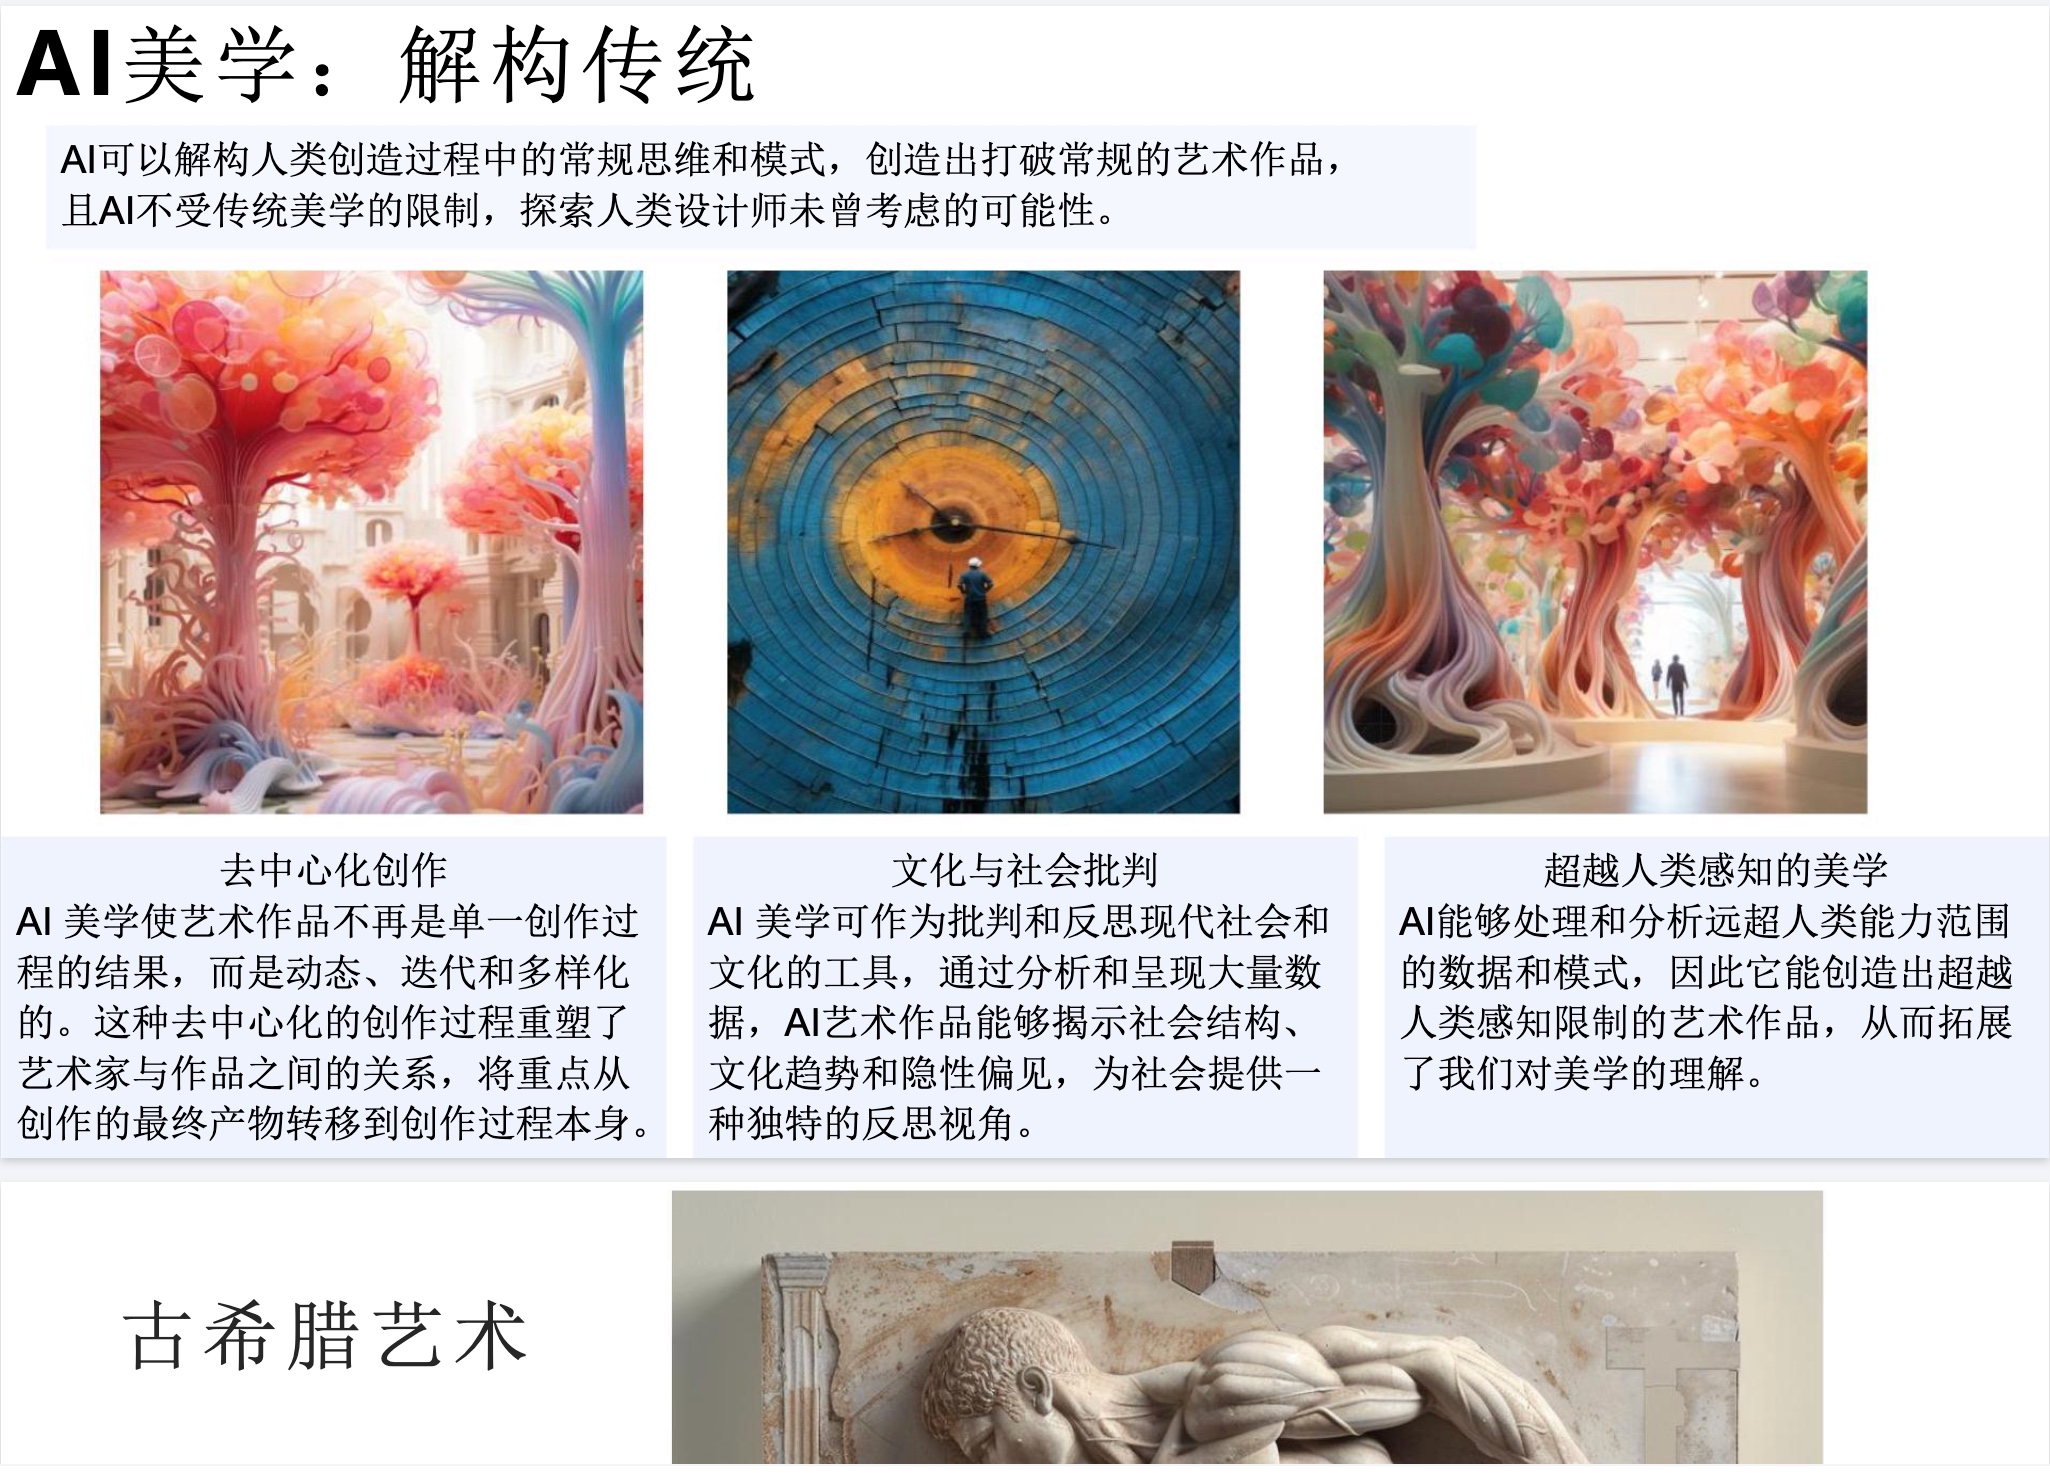 AI美学：解构传统
AI可以解构人类创造过程中的常规思维和模式，创造出打破常规的艺术作品，
且AI不受传统美学的限制，探索人类设计师未曾考虑的可能性。
去中心化创作
AI 美学使艺术作品不再是单一创作过
程的结果，而是动态、迭代和多样化
的。这种去中心化的创作过程重塑了
艺术家与作品之间的关系，将重点从
创作的最终产物转移到创作过程本身。
文化与社会批判
AI 美学可作为批判和反思现代社会和
文化的工具，通过分析和呈现大量数
据，AI艺术作品能够揭示社会结构、
文化趋势和隐性偏见，为社会提供一
种独特的反思视角。
超越人类感知的美学
AI能够处理和分析远超人类能力范围
的数据和模式，因此它能创造出超越
人类感知限制的艺术作品，从而拓展
了我们对美学的理解。
古希腊艺术